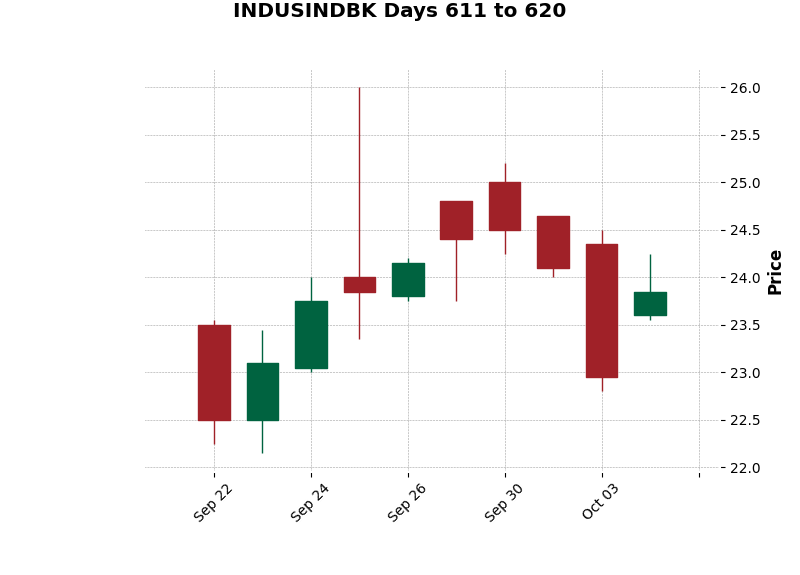 INDUSINDBK Days 611 to 620
26.0
25.5
25.0
24.5
24.0
23.5
23.0
22.5
22.0
Price
Sep 22
Sep 24
Sep 26
Sep 30
Oct 03